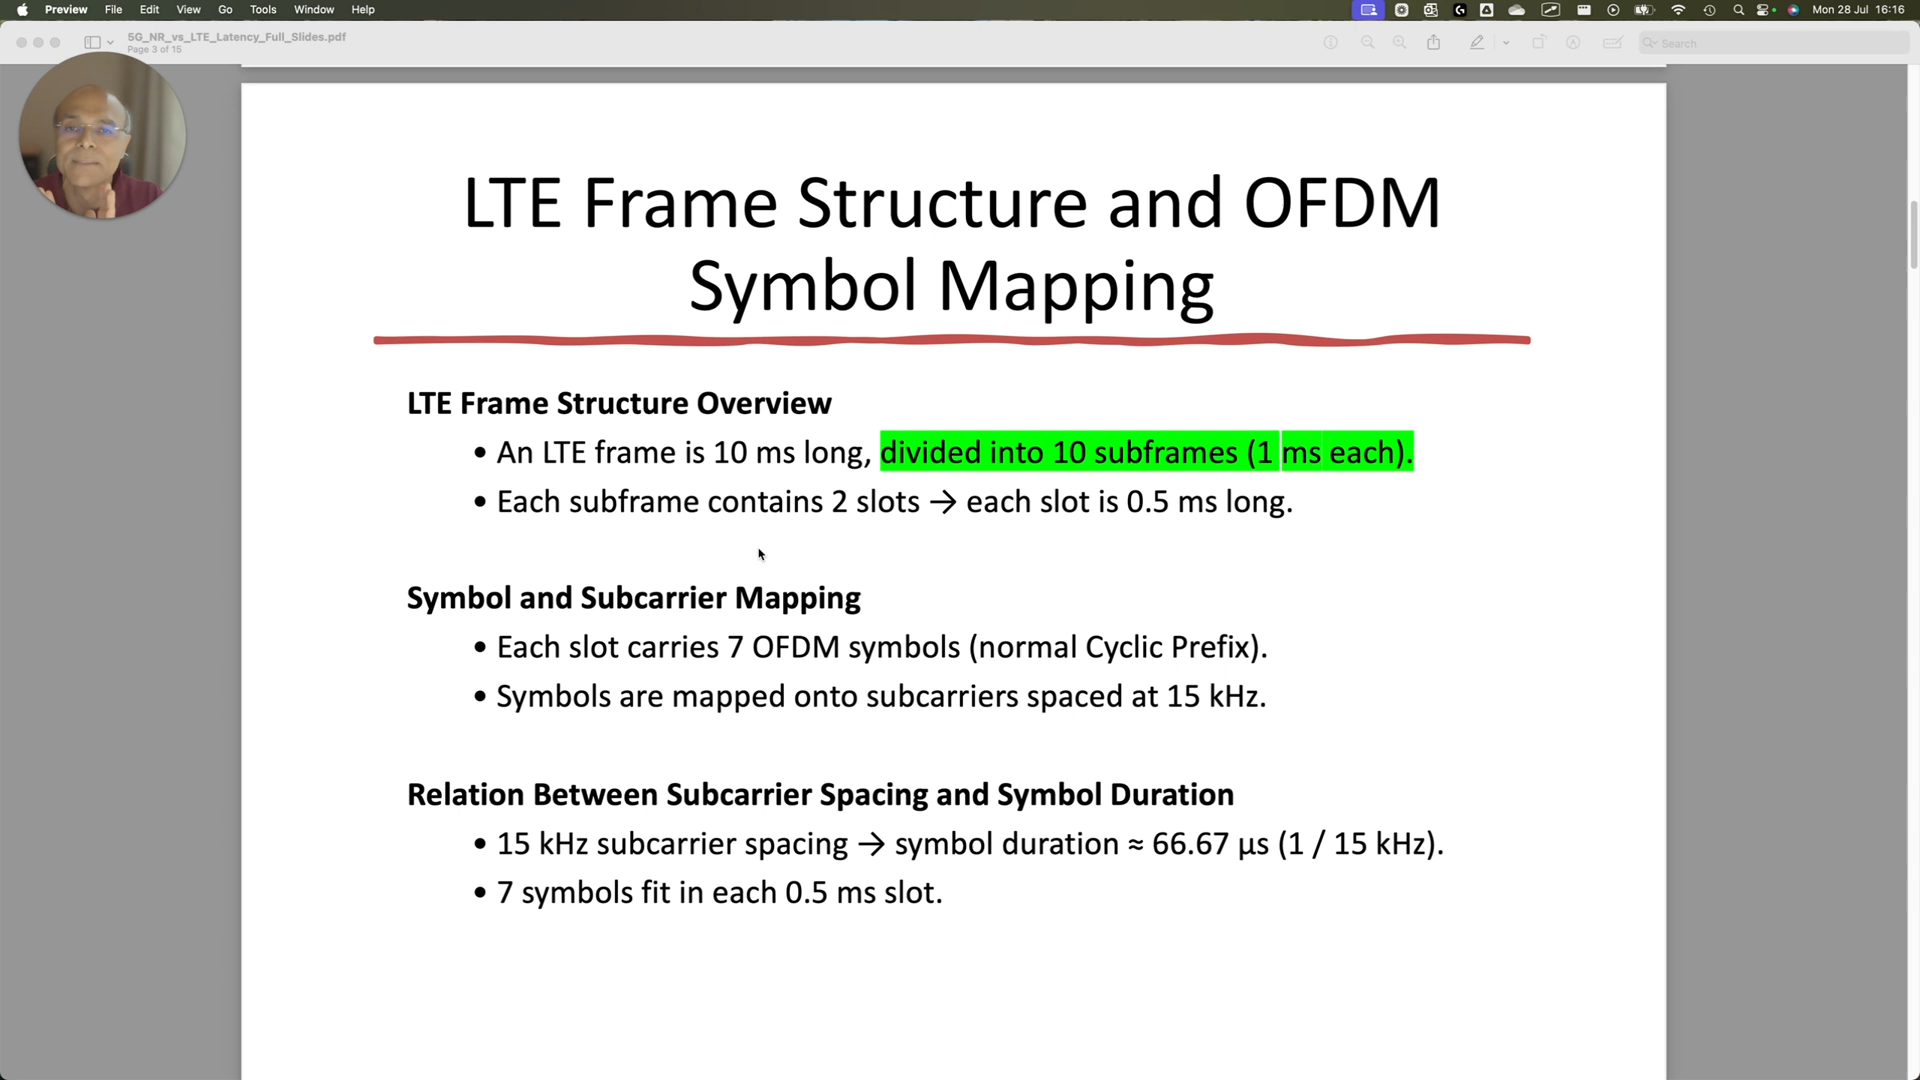 Preview File Edit View Go Tools Window Help Mon 28 Jul 16:16
5G_NR_vs_LTE_Latency_Full_Slides.pdf
Page 3 of 15
Search
LTE Frame Structure and OFDM
Symbol Mapping
LTE Frame Structure Overview
• An LTE frame is 10 ms long, divided into 10 subframes (1 ms each).
• Each subframe contains 2 slots → each slot is 0.5 ms long.
Symbol and Subcarrier Mapping
• Each slot carries 7 OFDM symbols (normal Cyclic Prefix).
• Symbols are mapped onto subcarriers spaced at 15 kHz.
Relation Between Subcarrier Spacing and Symbol Duration
• 15 kHz subcarrier spacing → symbol duration ≈ 66.67 µs (1 / 15 kHz).
• 7 symbols fit in each 0.5 ms slot.